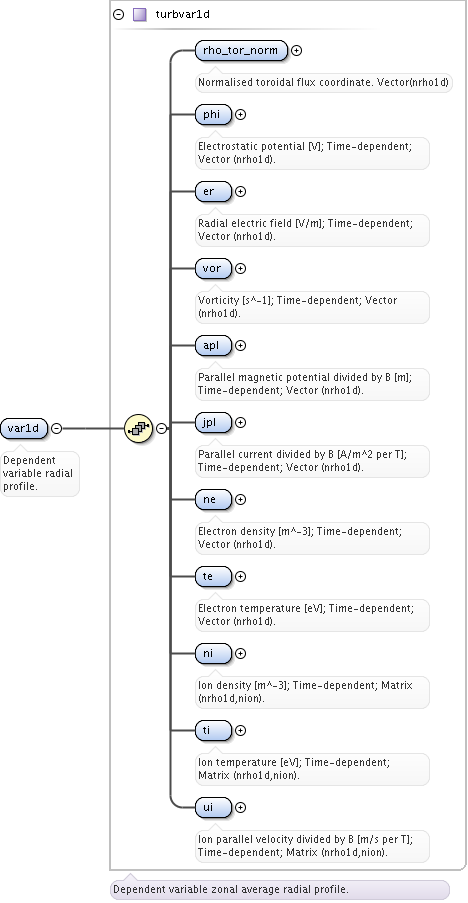 turbvar1d
rho_tor_norm
Normalised toroidal flux coordinate. Vector(nrho1d)
phi
Electrostatic potential [V]; Time-dependent;
Vector (nrho1d).
er
Radial electric field [V/m]; Time-dependent;
Vector (nrho1d).
vor
Vorticity [s^-1]; Time-dependent; Vector
(nrho1d).
apl
Parallel magnetic potential divided by B [m];
Time-dependent; Vector (nrho1d).
var1d
Dependent
variable radial
profile.
jpl
Parallel current divided by B [A/m^2 per T];
Time-dependent; Vector (nrho1d).
ne
Electron density [m^-3]; Time-dependent;
Vector (nrho1d).
te
Electron temperature [eV]; Time-dependent;
Vector (nrho1d).
ni
Ion density [m^-3]; Time-dependent; Matrix
(nrho1d,nion).
ti
Ion temperature [eV]; Time-dependent;
Matrix (nrho1d,nion).
ui
Ion parallel velocity divided by B [m/s per T];
Time-dependent; Matrix (nrho1d,nion).
Dependent variable zonal average radial profile.